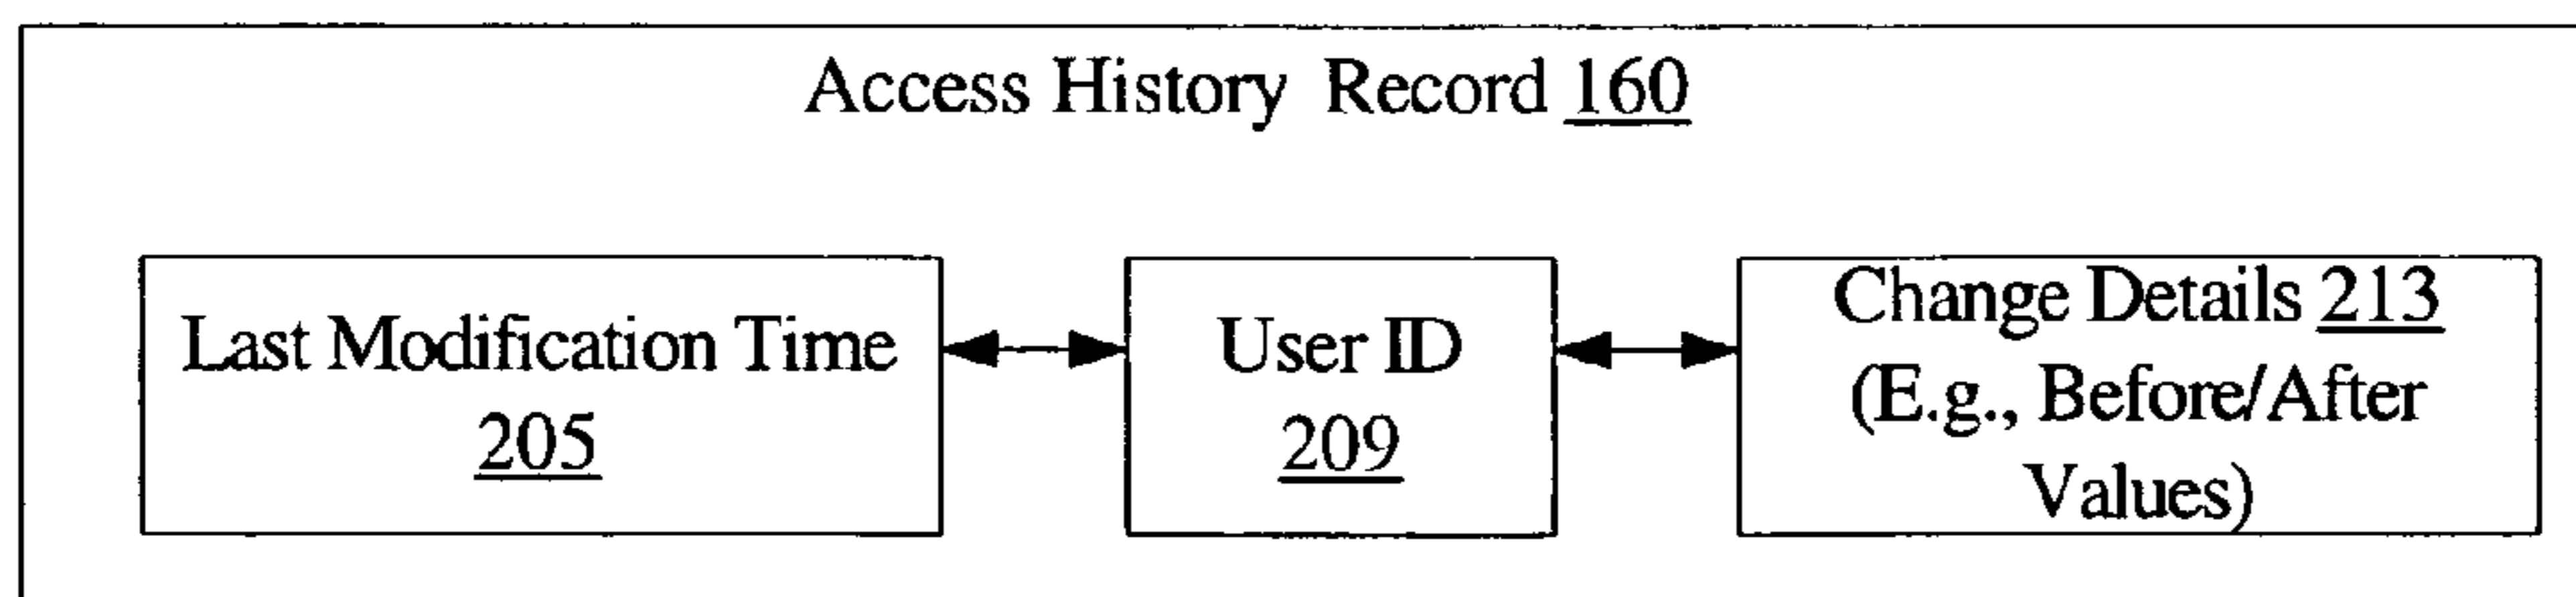 Access History Record 160
Last Modification Time
205
User ID
209
Change Details 213
(E.g., Before/After
Values)